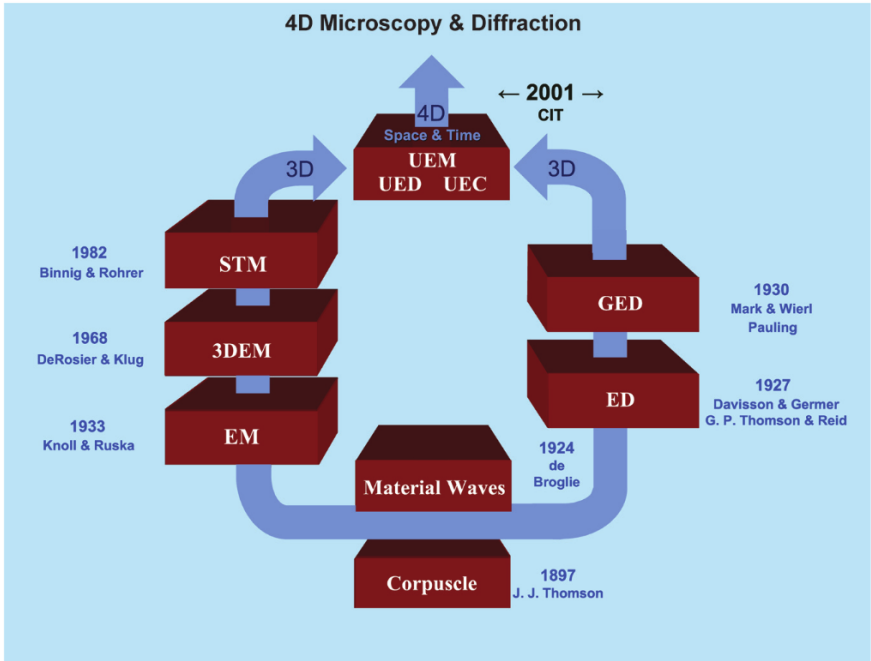 4D Microscopy & Diffraction
← 2001 →
CIT
4D
Space & Time
UEM
UED UEC
3D
3D
STM
1982
Binnig & Rohrer
3DEM
1968
DeRosier & Klug
EM
1933
Knoll & Ruska
GED
1930
Mark & Wierl
Pauling
ED
1927
Davisson & Germer
G. P. Thomson & Reid
Material Waves
1924
de
Broglie
Corpuscle
1897
J. J. Thomson